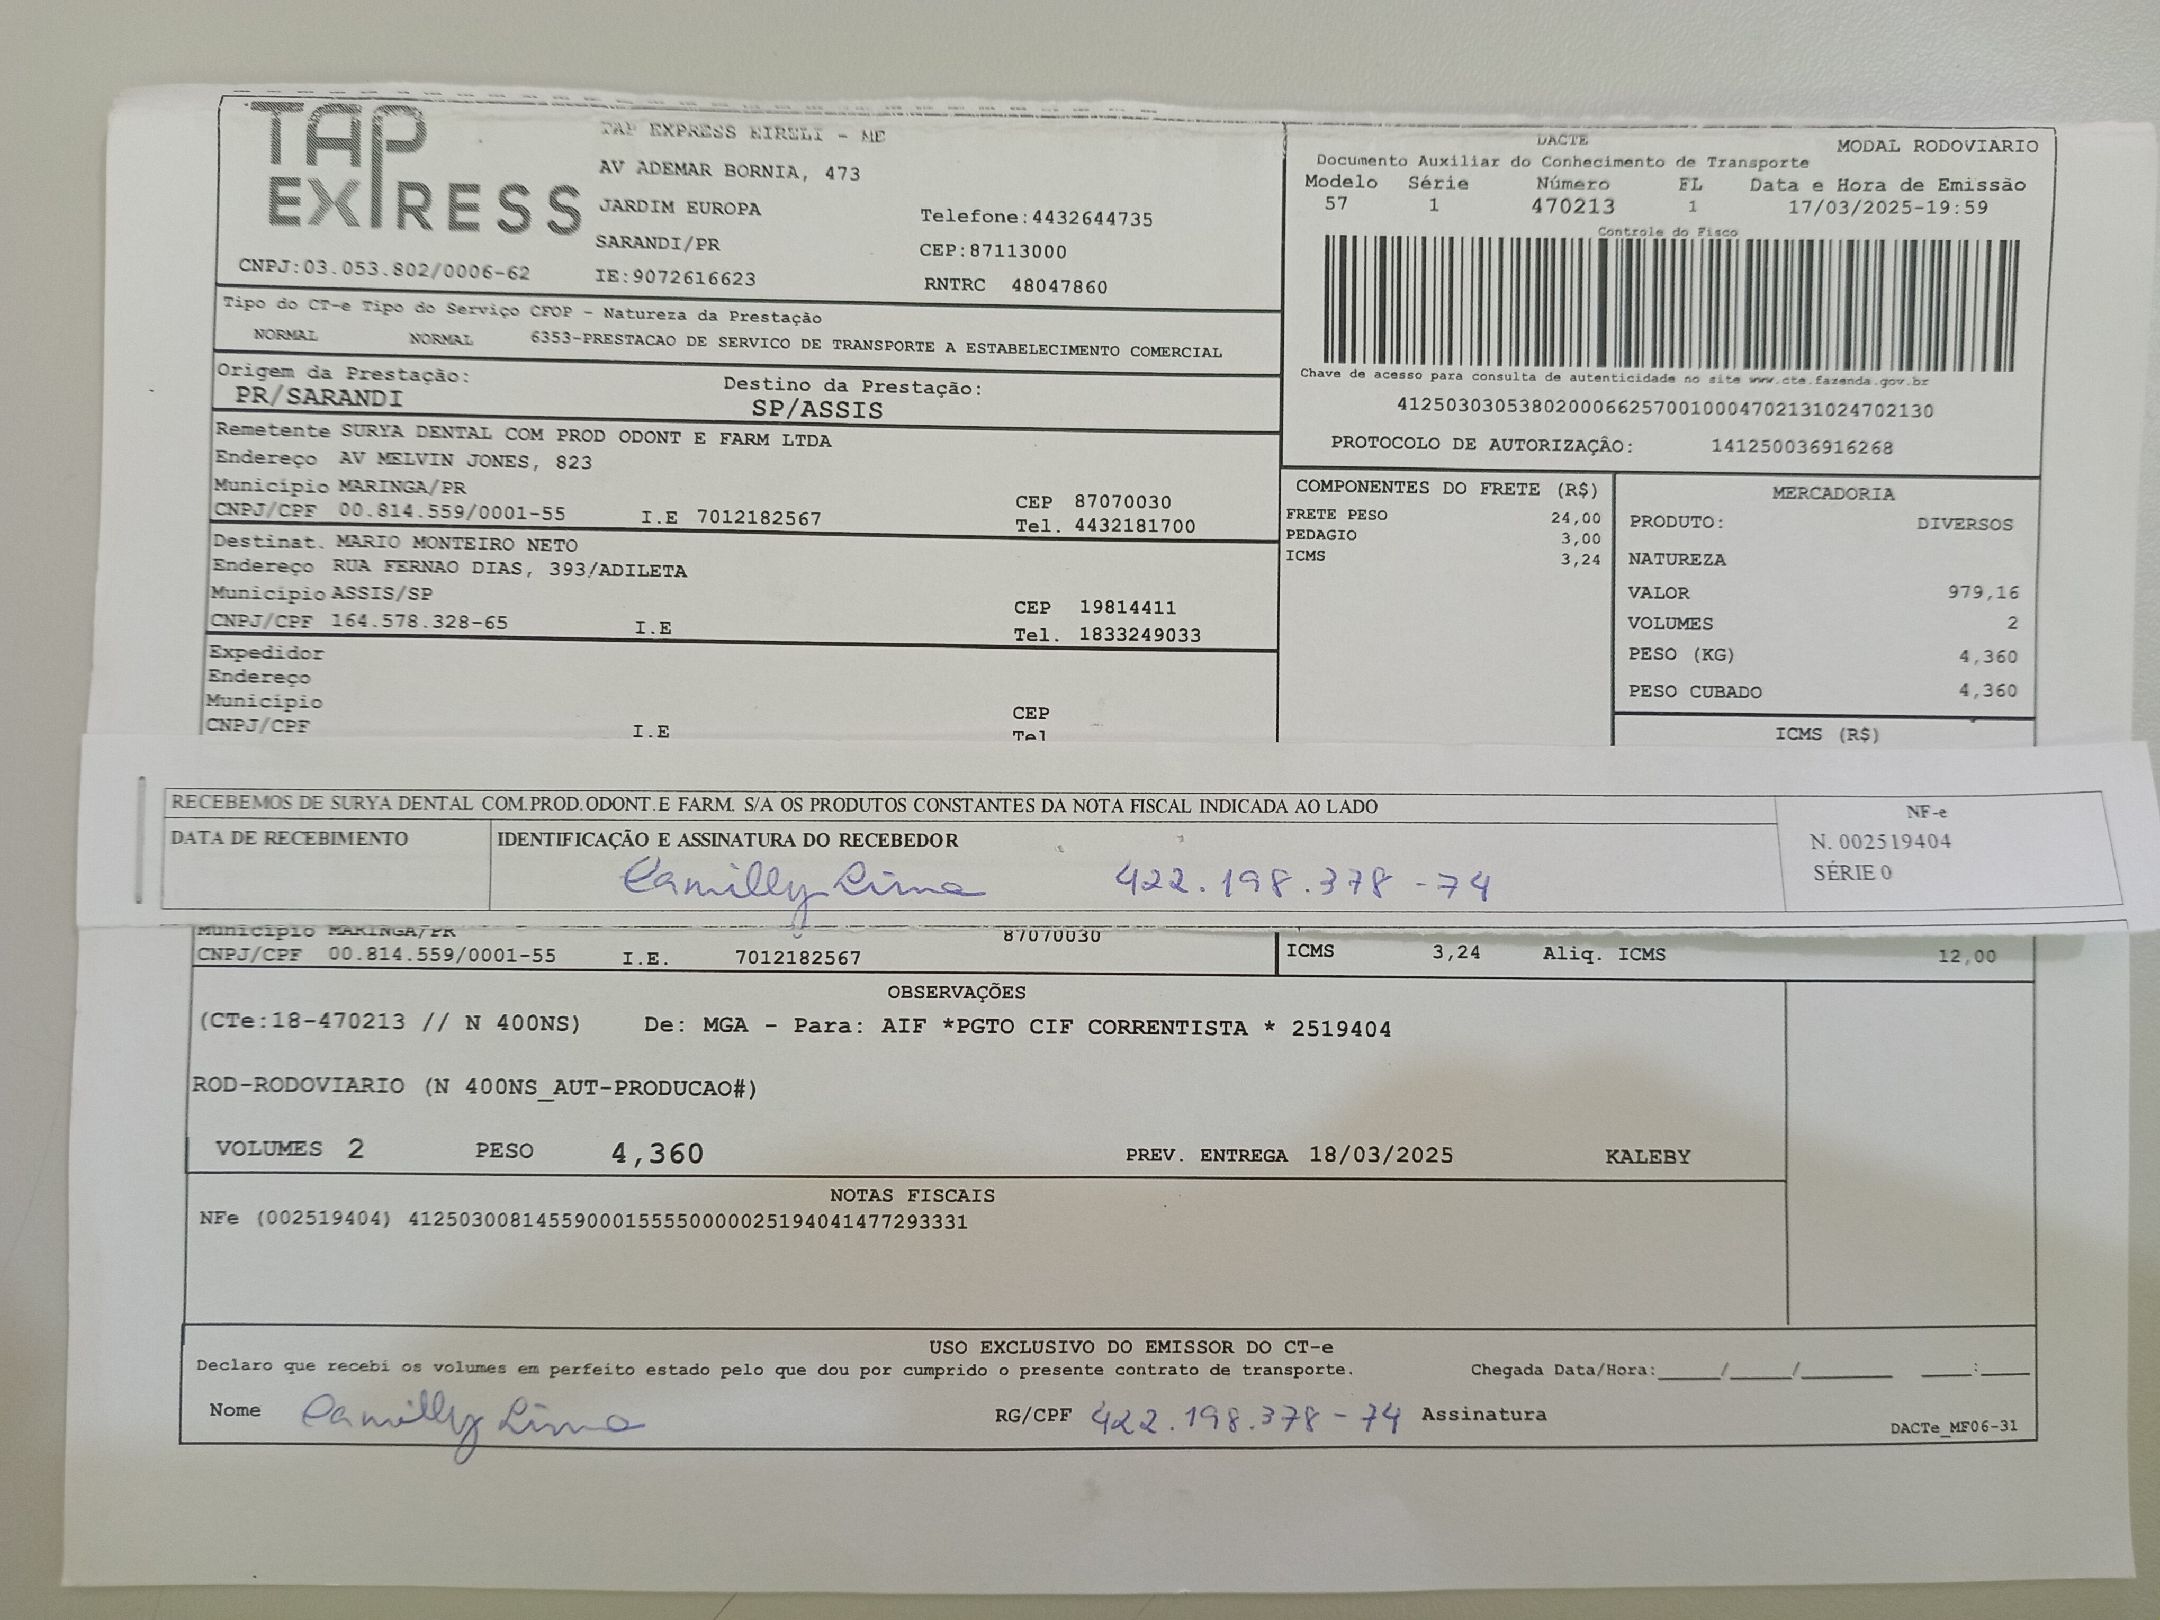 TAP EXPRESS
TAP EXPRESS EIRELI - ME
AV ADEMAR BORNIA, 473
JARDIM EUROPA Telefone:4432644735
SARANDI/PR CEP:87113000
CNPJ:03.053.802/0006-62 IE:9072616623 RNTRC 48047860
DACTE MODAL RODOVIARIO
Documento Auxiliar do Conhecimento de Transporte
Modelo Série Número FL Data e Hora de Emissão
57 1 470213 1 17/03/2025-19:59
Controle do Fisco
Chave de acesso para consulta de autenticidade no site www.cte.fazenda.gov.br
41250303053802000662570010004702131024702130
PROTOCOLO DE AUTORIZAÇÂO: 141250036916268
Tipo do CT-e Tipo do Serviço CFOP - Natureza da Prestação
NORMAL NORMAL 6353-PRESTACAO DE SERVICO DE TRANSPORTE A ESTABELECIMENTO COMERCIAL
Origem da Prestação: Destino da Prestação:
PR/SARANDI SP/ASSIS
Remetente SURYA DENTAL COM PROD ODONT E FARM LTDA
Endereço AV MELVIN JONES, 823
Município MARINGA/PR CEP 87070030
CNPJ/CPF 00.814.559/0001-55 I.E 7012182567 Tel. 4432181700
Destinat. MARIO MONTEIRO NETO
Endereço RUA FERNAO DIAS, 393/ADILETA
Município ASSIS/SP CEP 19814411
CNPJ/CPF 164.578.328-65 I.E Tel. 1833249033
Expedidor
Endereço
Município CEP
CNPJ/CPF I.E Tel
COMPONENTES DO FRETE (R$)
FRETE PESO 24,00
PEDAGIO 3,00
ICMS 3,24
MERCADORIA
PRODUTO: DIVERSOS
NATUREZA
VALOR 979,16
VOLUMES 2
PESO (KG) 4,360
PESO CUBADO 4,360
ICMS (R$)
RECEBEMOS DE SURYA DENTAL COM.PROD.ODONT.E FARM. S/A OS PRODUTOS CONSTANTES DA NOTA FISCAL INDICADA AO LADO
DATA DE RECEBIMENTO IDENTIFICAÇÃO E ASSINATURA DO RECEBEDOR
Camilly Lima 422.198.378-74
NF-e
N. 002519404
SÉRIE 0
Município MARINGA/PR 87070030
CNPJ/CPF 00.814.559/0001-55 I.E. 7012182567 ICMS 3,24 Aliq. ICMS 12,00
OBSERVAÇÕES
(CTe:18-470213 // N 400NS) De: MGA - Para: AIF *PGTO CIF CORRENTISTA * 2519404
ROD-RODOVIARIO (N 400NS_AUT-PRODUCAO#)
VOLUMES 2 PESO 4,360 PREV. ENTREGA 18/03/2025 KALEBY
NOTAS FISCAIS
NFe (002519404) 41250300814559000155550000025194041477293331
USO EXCLUSIVO DO EMISSOR DO CT-e
Declaro que recebi os volumes em perfeito estado pelo que dou por cumprido o presente contrato de transporte. Chegada Data/Hora:_____/_____/_______ ____:____
Nome Camilly Lima RG/CPF 422.198.378-74 Assinatura
DACTe_MF06-31